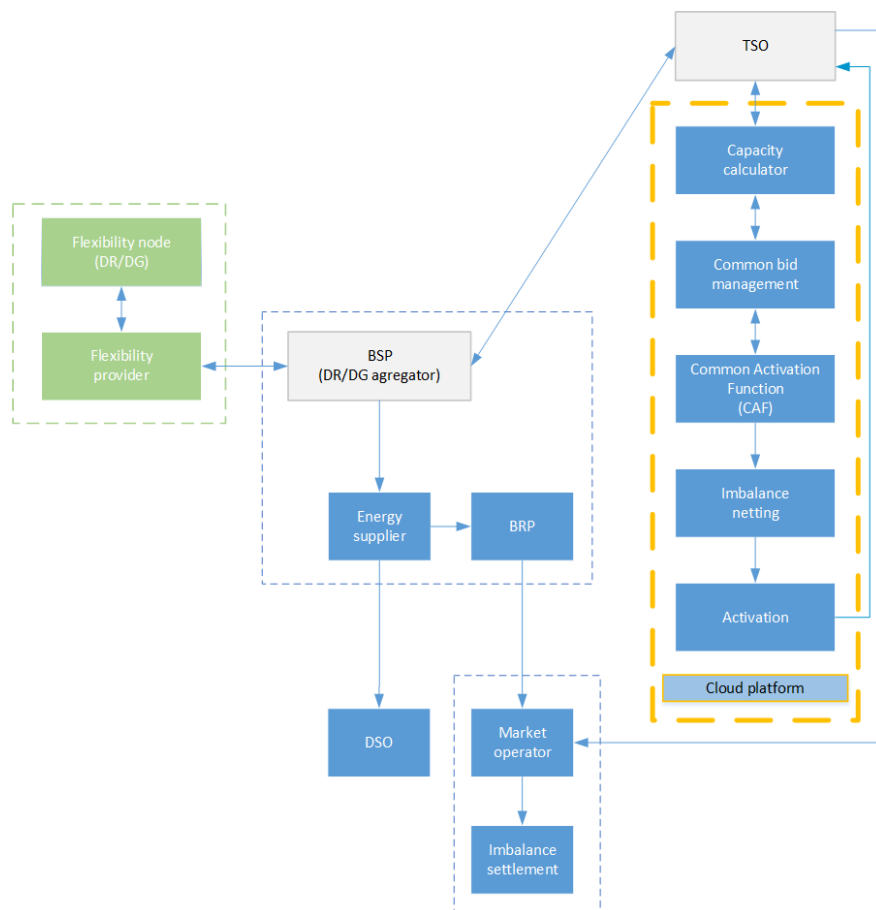 TSO
Capacity
calculator
Common bid
management
Common Activation
Function
(CAF)
Imbalance
netting
Activation
Cloud platform
Flexibility node
(DR/DG)
Flexibility
provider
BSP
(DR/DG agregator)
Energy
supplier
BRP
DSO
Market
operator
Imbalance
settlement